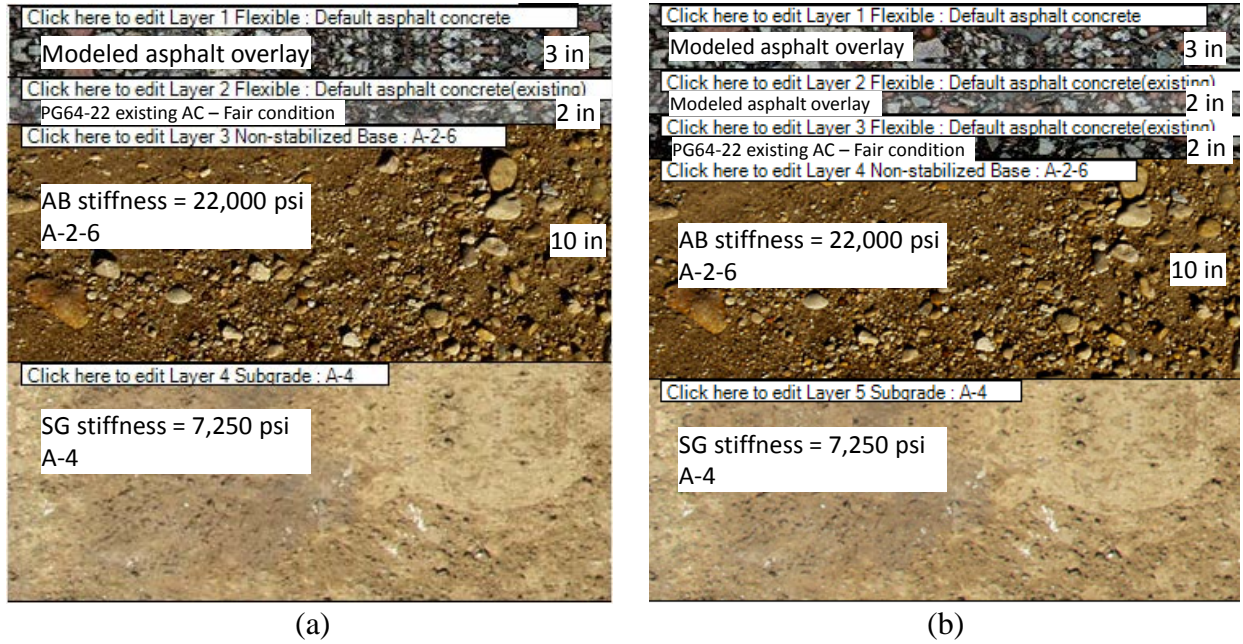 Click here to edit Layer 1 Flexible : Default asphalt concrete
Modeled asphalt overlay
3 in
Click here to edit Layer 2 Flexible : Default asphalt concrete(existing)
PG64-22 existing AC – Fair condition
2 in
Click here to edit Layer 3 Non-stabilized Base : A-2-6
AB stiffness = 22,000 psi
A-2-6
10 in
Click here to edit Layer 4 Subgrade : A-4
SG stiffness = 7,250 psi
A-4
(a)
Click here to edit Layer 1 Flexible : Default asphalt concrete
Modeled asphalt overlay
3 in
Click here to edit Layer 2 Flexible : Default asphalt concrete(existing)
Modeled asphalt overlay
2 in
Click here to edit Layer 3 Flexible : Default asphalt concrete(existing)
PG64-22 existing AC – Fair condition
2 in
Click here to edit Layer 4 Non-stabilized Base : A-2-6
AB stiffness = 22,000 psi
A-2-6
10 in
Click here to edit Layer 5 Subgrade : A-4
SG stiffness = 7,250 psi
A-4
(b)